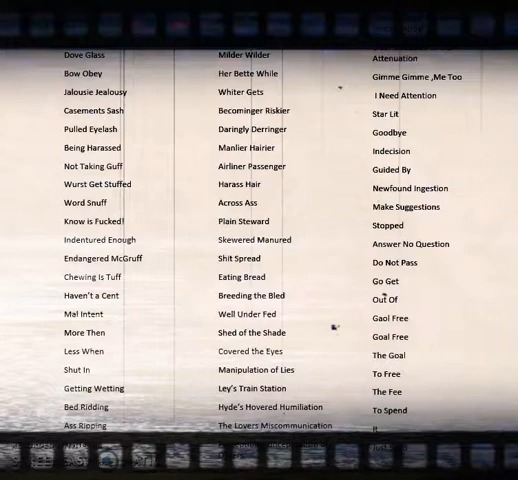 Dove Glass
Bow Obey
Jalousie Jealousy
Casements Sash
Pulled Eyelash
Being Harassed
Not Taking Guff
Wurst Get Stuffed
Word Snuff
Know is Fucked!
Indentured Enough
Endangered McGruff
Chewing Is Tuff
Haven't a Cent
Mal Intent
More Then
Less When
Shut In
Getting Wetting
Bed Ridding
Ass Ripping
Milder Wilder
Her Bette While
Whiter Gets
Becominger Riskier
Daringly Derringer
Manlier Hairier
Airliner Passenger
Harass Hair
Across Ass
Plain Steward
Skewered Manured
Shit Spread
Eating Bread
Breeding the Bled
Well Under Fed
Shed of the Shade
Covered the Eyes
Manipulation of Lies
Ley's Train Station
Hyde's Hovered Humiliation
The Lovers Miscommunication
Attenuation
Gimme Gimme ,Me Too
I Need Attention
Star Lit
Goodbye
Indecision
Guided By
Newfound Ingestion
Make Suggestions
Stopped
Answer No Question
Do Not Pass
Go Get
Out Of
Gaol Free
Goal Free
The Goal
To Free
The Fee
To Spend
It